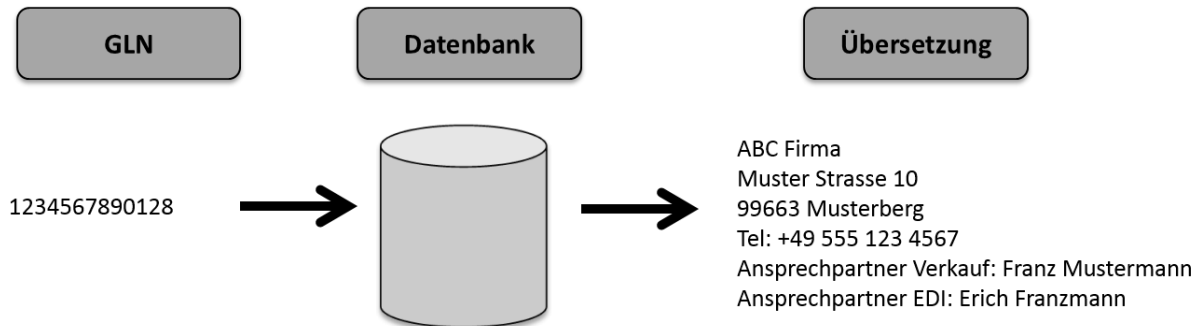 GLN
Datenbank
Übersetzung
1234567890128
ABC Firma
Muster Strasse 10
99663 Musterberg
Tel: +49 555 123 4567
Ansprechpartner Verkauf: Franz Mustermann
Ansprechpartner EDI: Erich Franzmann